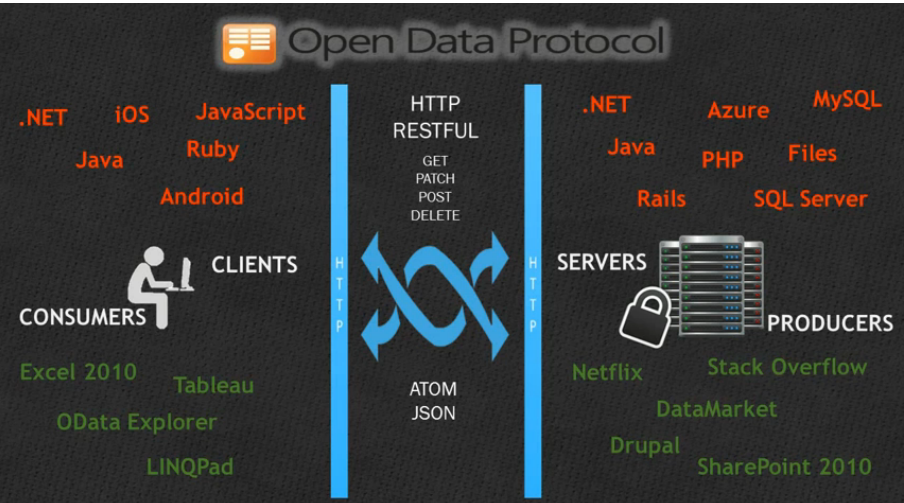 Open Data Protocol
.NET
iOS
JavaScript
Java
Ruby
Android
CLIENTS
CONSUMERS
Excel 2010
Tableau
OData Explorer
LINQPad
HTTP
HTTP
RESTFUL
GET
PATCH
POST
DELETE
ATOM
JSON
HTTP
.NET
Azure
MySQL
Java
PHP
Files
Rails
SQL Server
SERVERS
PRODUCERS
Netflix
Stack Overflow
DataMarket
Drupal
SharePoint 2010